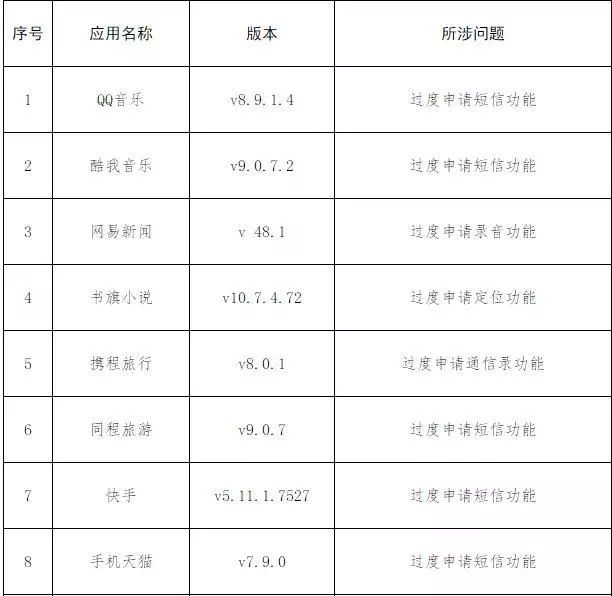 序号 应用名称 版本 所涉问题
1 QQ音乐 v8.9.1.4 过度申请短信功能
2 酷我音乐 v9.0.7.2 过度申请短信功能
3 网易新闻 v 48.1 过度申请录音功能
4 书旗小说 v10.7.4.72 过度申请定位功能
5 携程旅行 v8.0.1 过度申请通信录功能
6 同程旅游 v9.0.7 过度申请短信功能
7 快手 v5.11.1.7527 过度申请短信功能
8 手机天猫 v7.9.0 过度申请短信功能